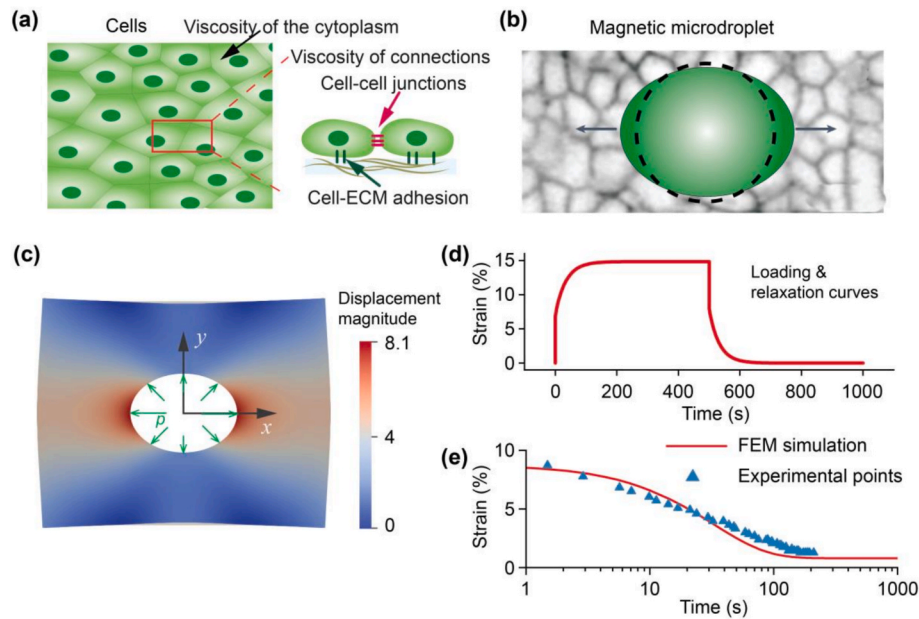 (a)
Cells
Viscosity of the cytoplasm
Viscosity of connections
Cell-cell junctions
Cell-ECM adhesion
(b)
Magnetic microdroplet
(c)
Displacement
magnitude
8.1
4
0
y
x
p
(d)
Strain (%)
15
10
5
0
Loading &
relaxation curves
0 200 400 600 800 1000
Time (s)
(e)
Strain (%)
10
5
0
FEM simulation
Experimental points
1 10 100 1000
Time (s)